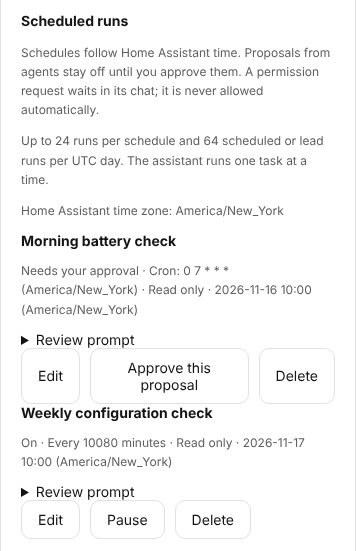 Scheduled runs
Schedules follow Home Assistant time. Proposals from
agents stay off until you approve them. A permission
request waits in its chat; it is never allowed
automatically.
Up to 24 runs per schedule and 64 scheduled or lead
runs per UTC day. The assistant runs one task at a
time.
Home Assistant time zone: America/New_York
Morning battery check
Needs your approval · Cron: 0 7 * * *
(America/New_York) · Read only · 2026-11-16 10:00
(America/New_York)
Review prompt
Edit
Approve this
proposal
Delete
Weekly configuration check
On · Every 10080 minutes · Read only · 2026-11-17
10:00 (America/New_York)
Review prompt
Edit
Pause
Delete